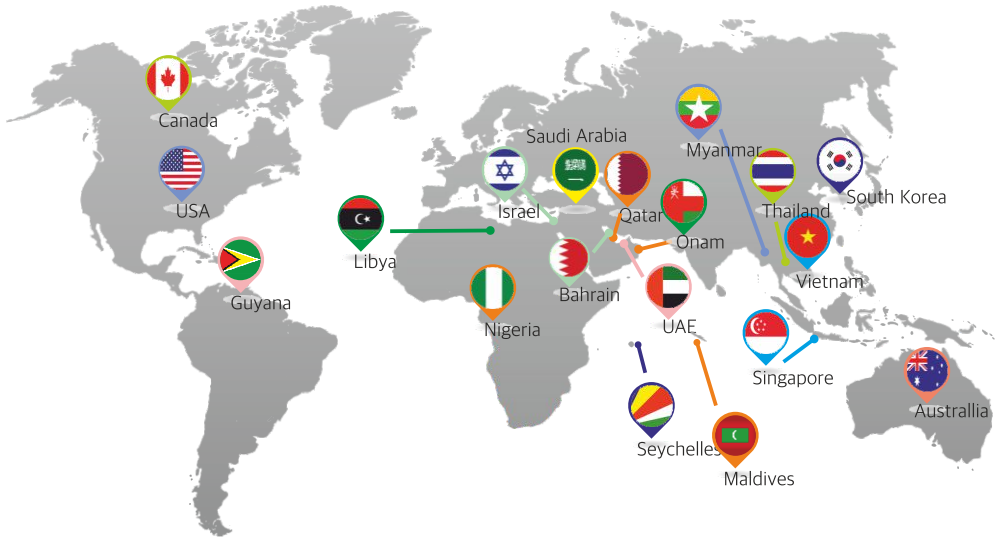 Canada
USA
Guyana
Libya
Nigeria
Israel
Saudi Arabia
Qatar
Onam
Bahrain
UAE
Seychelles
Maldives
Myanmar
Thailand
Vietnam
South Korea
Singapore
Australlia